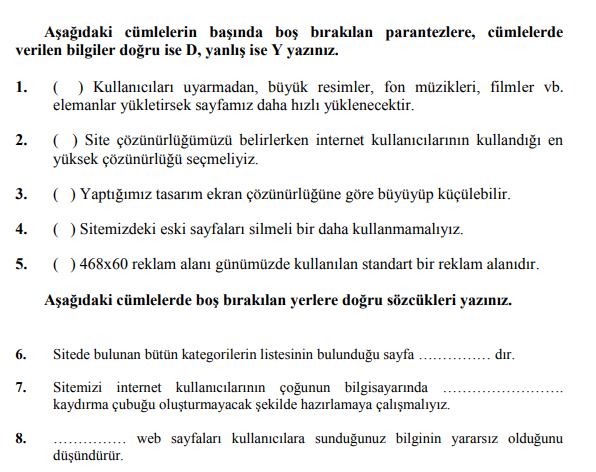 Aşağıdaki cümlelerin başında boş bırakılan parantezlere, cümlelerde
verilen bilgiler doğru ise D, yanlış ise Y yazınız.
1. ( ) Kullanıcıları uyarmadan, büyük resimler, fon müzikleri, filmler vb.
elemanlar yükletirsek sayfamız daha hızlı yüklenecektir.
2. ( ) Site çözünürlüğümüzü belirlerken internet kullanıcılarının kullandığı en
yüksek çözünürlüğü seçmeliyiz.
3. ( ) Yaptığımız tasarım ekran çözünürlüğüne göre büyüyüp küçülebilir.
4. ( ) Sitemizdeki eski sayfaları silmeli bir daha kullanmamalıyız.
5. ( ) 468x60 reklam alanı günümüzde kullanılan standart bir reklam alanıdır.
Aşağıdaki cümlelerde boş bırakılan yerlere doğru sözcükleri yazınız.
6. Sitede bulunan bütün kategorilerin listesinin bulunduğu sayfa …………… dır.
7. Sitemizi internet kullanıcılarının çoğunun bilgisayarında …………………….
kaydırma çubuğu oluşturmayacak şekilde hazırlamaya çalışmalıyız.
8. …………… web sayfaları kullanıcılara sunduğunuz bilginin yararsız olduğunu
düşündürür.